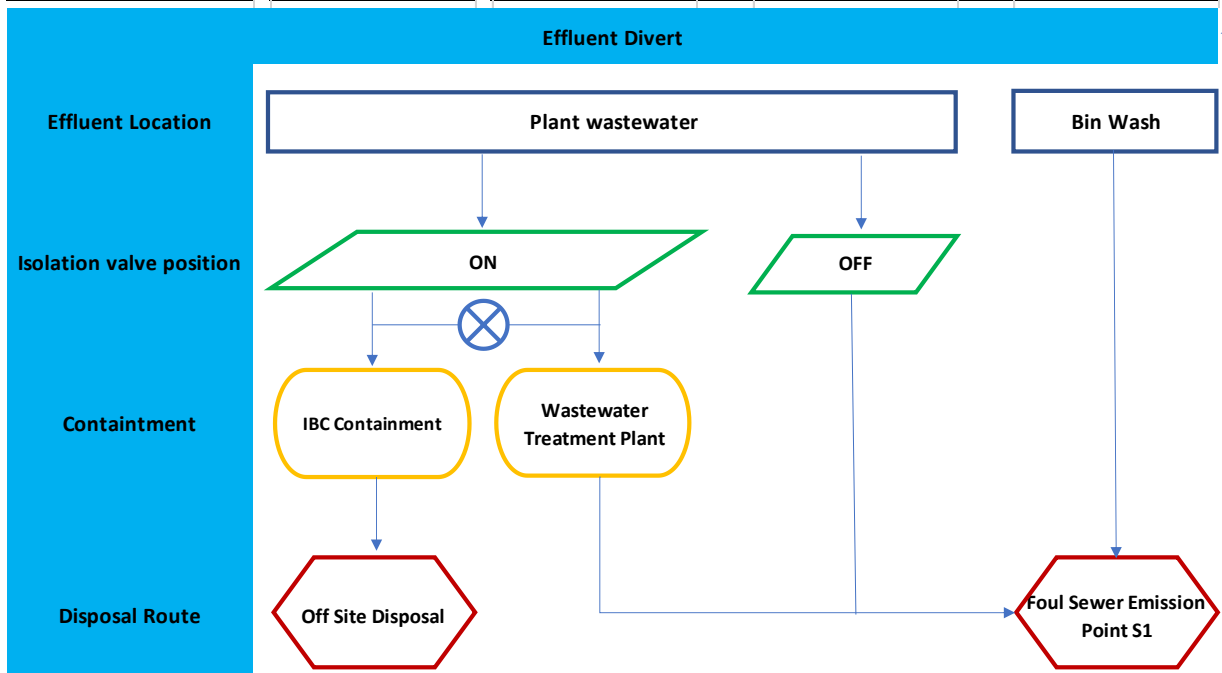 Effluent Divert
Effluent Location
Plant wastewater
Bin Wash
Isolation valve position
ON
OFF
Containtment
IBC Containment
Wastewater
Treatment Plant
Disposal Route
Off Site Disposal
Foul Sewer Emission
Point S1